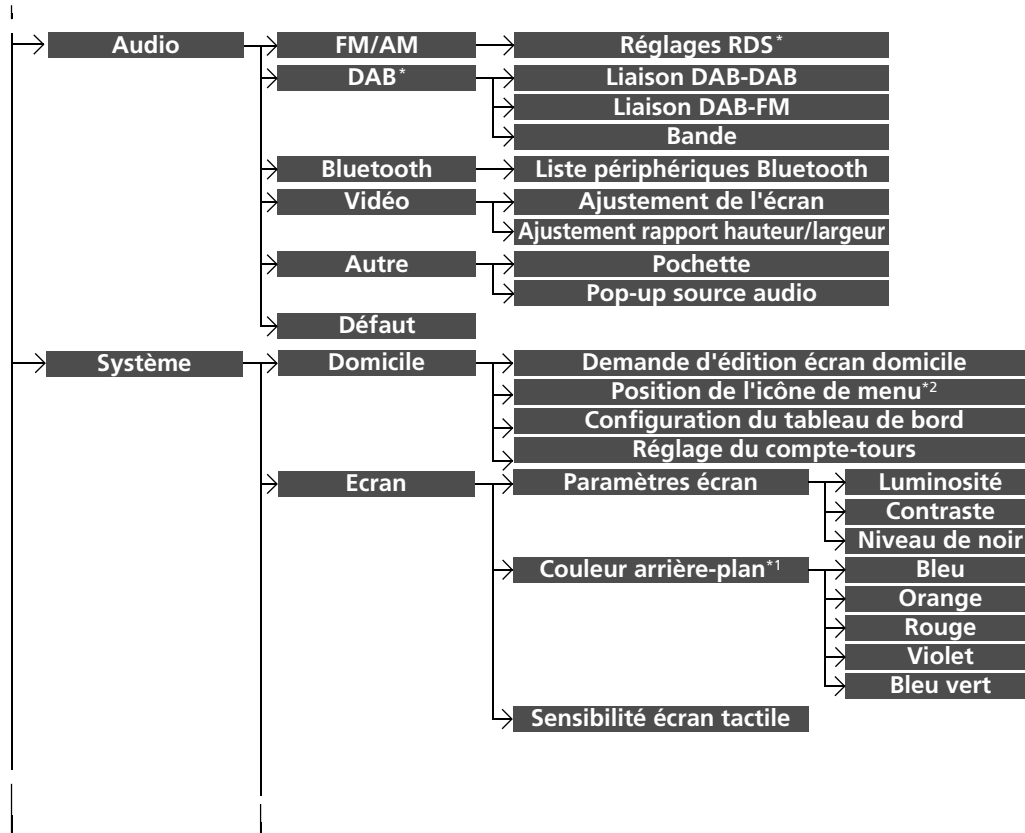 Audio
FM/AM
Réglages RDS*
DAB*
Liaison DAB-DAB
Liaison DAB-FM
Bande
Bluetooth
Liste périphériques Bluetooth
Vidéo
Ajustement de l'écran
Ajustement rapport hauteur/largeur
Autre
Pochette
Pop-up source audio
Défaut
Système
Domicile
Demande d'édition écran domicile
Position de l'icône de menu*2
Configuration du tableau de bord
Réglage du compte-tours
Ecran
Paramètres écran
Luminosité
Contraste
Niveau de noir
Couleur arrière-plan*1
Bleu
Orange
Rouge
Violet
Bleu vert
Sensibilité écran tactile